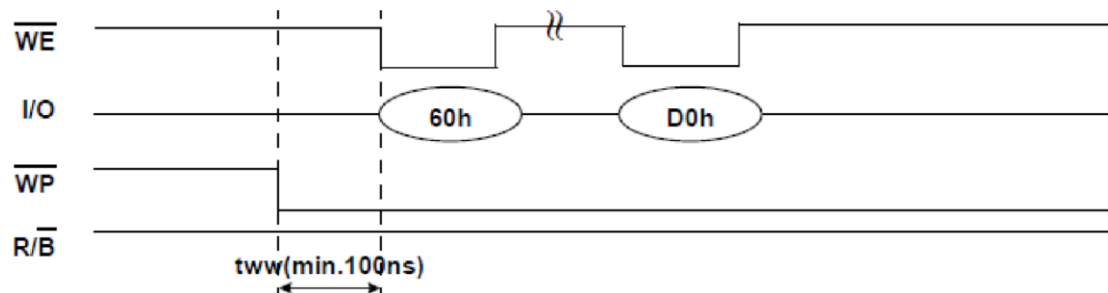 WE
I/O 60h D0h
WP
R/B
tww(min.100ns)